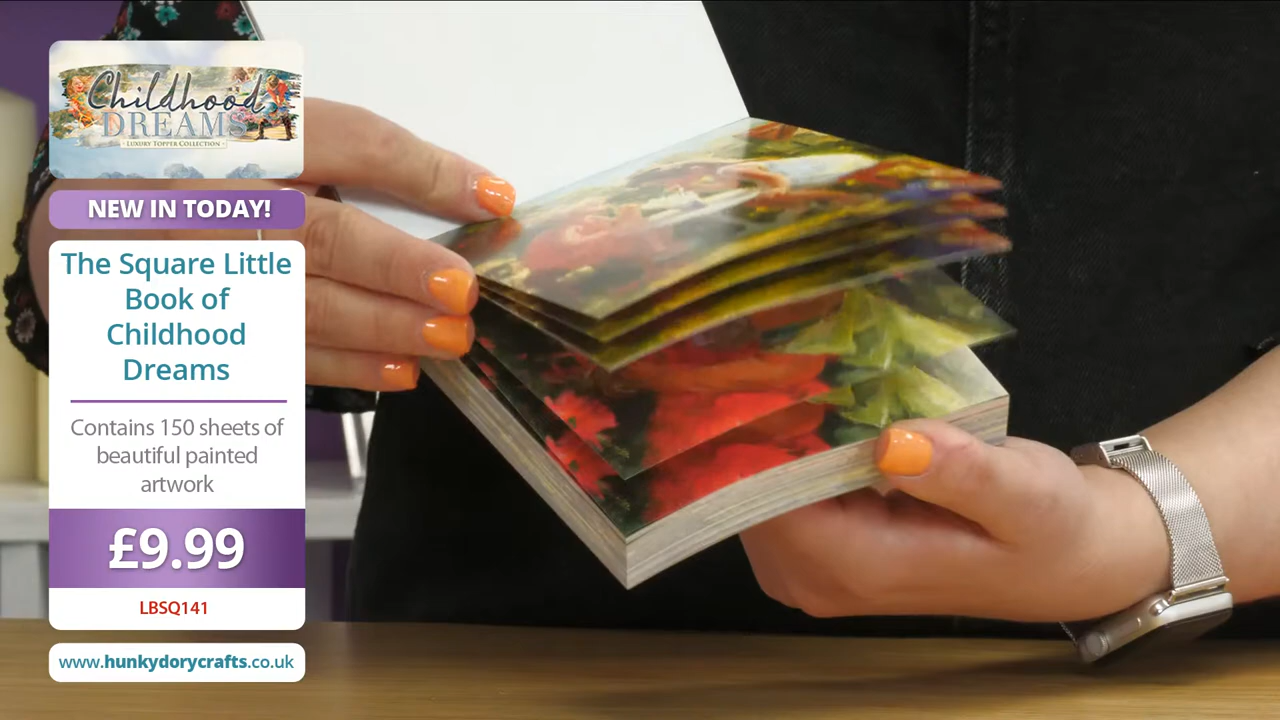 Childhood
DREAMS
- LUXURY TOPPER COLLECTION -
NEW IN TODAY!
The Square Little
Book of
Childhood
Dreams
Contains 150 sheets of
beautiful painted
artwork
£9.99
LBSQ141
www.hunkydorycrafts.co.uk